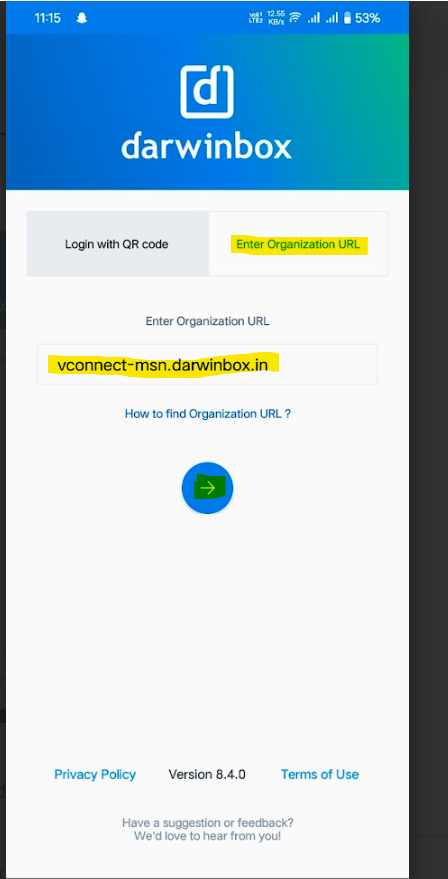 11:15 Vo1 LTE2 12.55 KB/s 53%
d
darwinbox
Login with QR code Enter Organization URL
Enter Organization URL
vconnect-msn.darwinbox.in
How to find Organization URL ?
Privacy Policy Version 8.4.0 Terms of Use
Have a suggestion or feedback?
We'd love to hear from you!